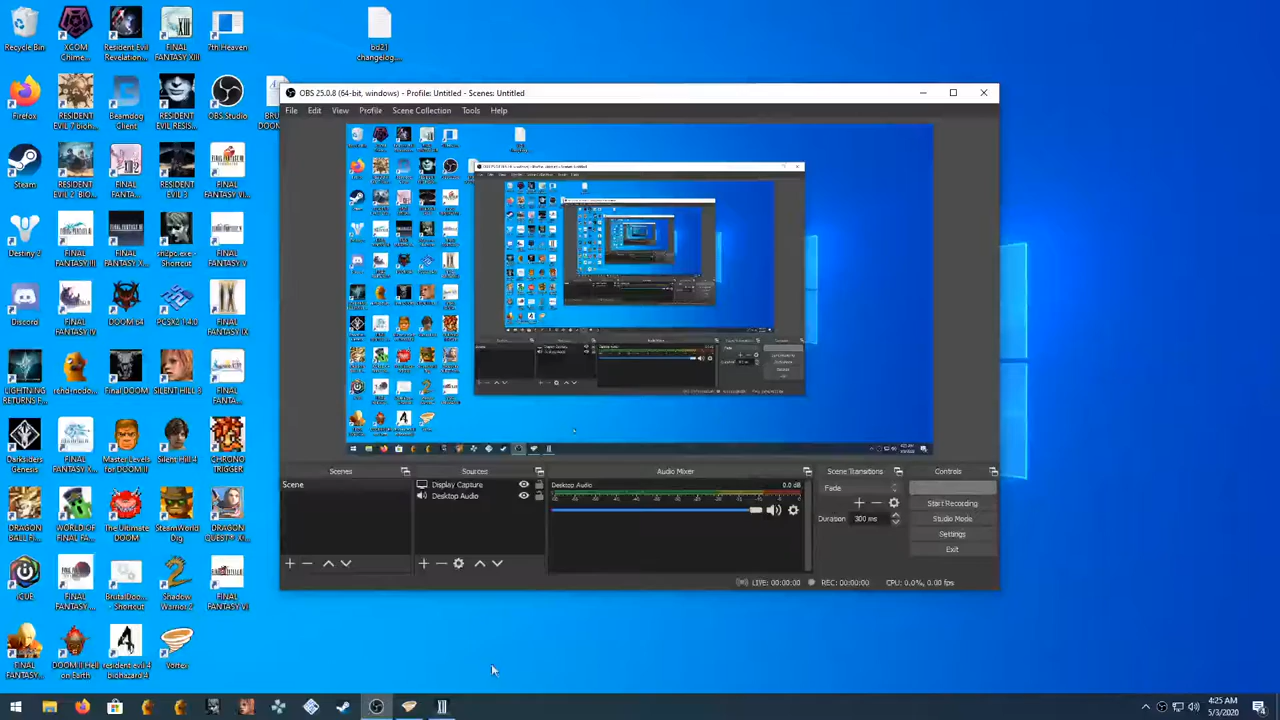 Recycle Bin
XCOM Chime...
Resident Evil Revelation...
FINAL FANTASY XIII
7th Heaven
bd21 changelog...
Firefox
RESIDENT EVIL 7 bion...
Beamdog Client
RESIDENT EVIL RESIS...
OBS Studio
Steam
RESIDENT EVIL 2 BIO...
FINAL FANTA...
RESIDENT EVIL 3
FINAL FANTASY VI...
Destiny 2
FINAL FANTASY III
FINAL FANTASY X...
sh2pc.exe - Shortcut
FINAL FANTASY V
Discord
FINAL FANTASY IV
DOOM 64
PCSX2 1.4.0
FINAL FANTASY IX
LIGHTNING RETURNS F...
Final DOOM
SILENT HILL 3
FINAL FANTA...
Darksiders Genesis
FINAL FANTASY X...
Master Levels for DOOM II
Silent Hill 4
CHRONO TRIGGER
DRAGON BALL FI...
WORLD OF FINAL FA...
The Ultimate DOOM
SteamWorld Dig
DRAGON QUEST® XI...
iCUE
FINAL FANTASY...
BrutalDoo... - Shortcut
Shadow Warrior 2
FINAL FANTASY VI
FINAL FANTASY...
DOOM II Hell on Earth
resident evil 4 biohazard 4
Vortex
OBS 25.0.8 (64-bit, windows) - Profile: Untitled - Scenes: Untitled
File Edit View Profile Scene Collection Tools Help
Scenes
Sources
Audio Mixer
Scene Transitions
Controls
Scene
Display Capture
Desktop Audio
Desktop Audio
0.0 dB
Fade
Duration 300 ms
Start Recording
Studio Mode
Settings
Exit
LIVE: 00:00:00
REC: 00:00:00
CPU: 0.0%, 0.00 fps
4:25 AM
5/3/2020